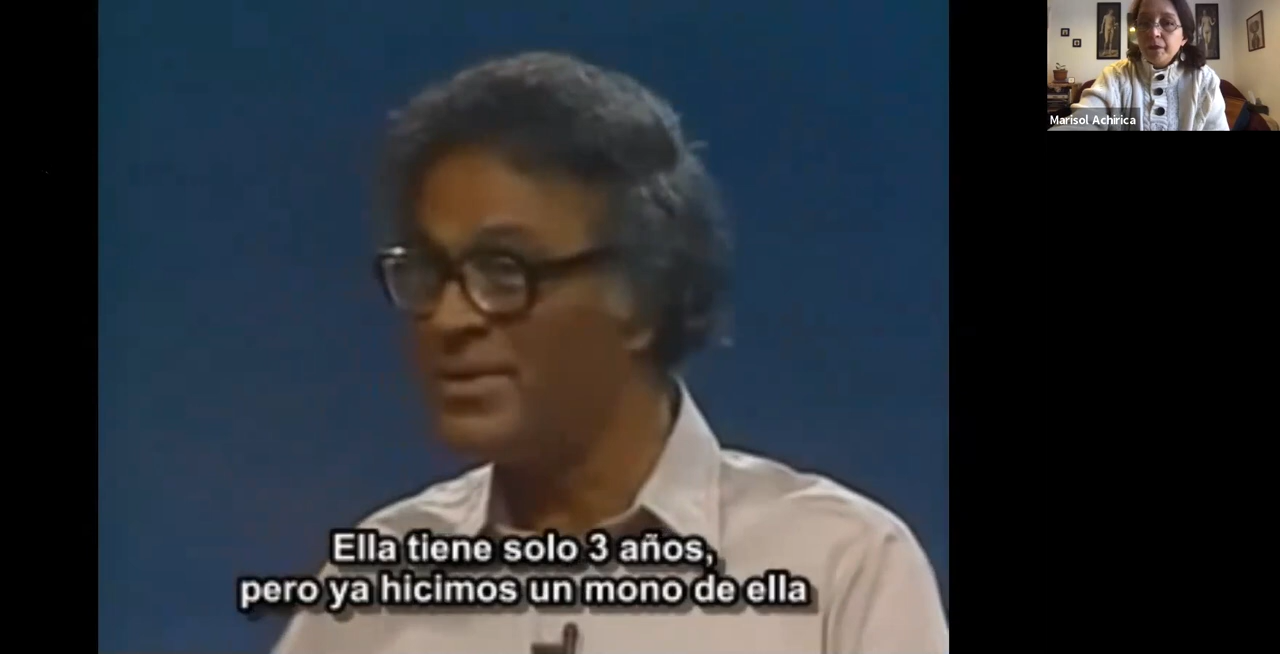 Marisol Achirica
Ella tiene solo 3 años,
pero ya hicimos un mono de ella